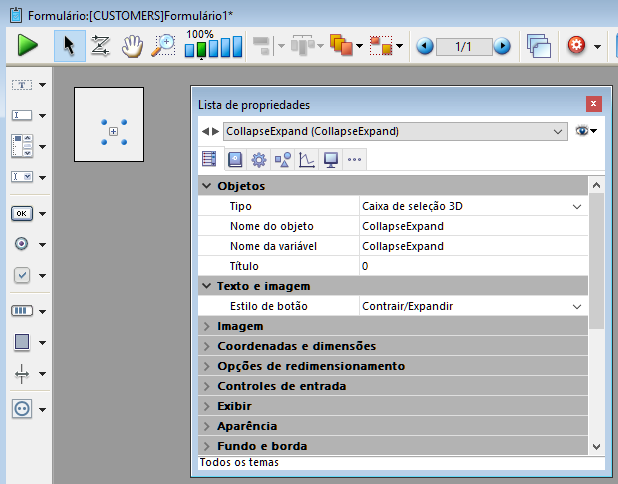 Formulário:[CUSTOMERS]Formulário1*
100%
1/1
T
OK
Lista de propriedades
CollapseExpand (CollapseExpand)
Objetos
Tipo Caixa de seleção 3D
Nome do objeto CollapseExpand
Nome da variável CollapseExpand
Título 0
Texto e imagem
Estilo de botão Contrair/Expandir
Imagem
Coordenadas e dimensões
Opções de redimensionamento
Controles de entrada
Exibir
Aparência
Fundo e borda
Todos os temas